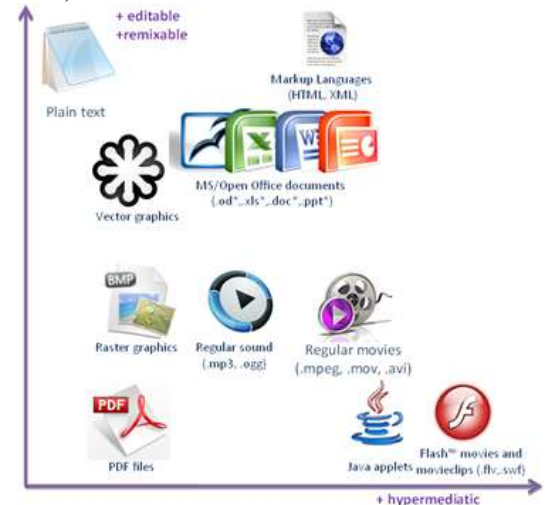 + editable
+remixable
Plain text
Markup Languages
(HTML, XML)
MS/Open Office documents
(.od*,.xls*,.doc*,.ppt*)
Vector graphics
BMP
Raster graphics
Regular sound
(.mp3, .ogg)
Regular movies
(.mpeg, .mov, .avi)
PDF
PDF files
Java applets
Flash™ movies and
movieclips (.flv,.swf)
+ hypermediatic